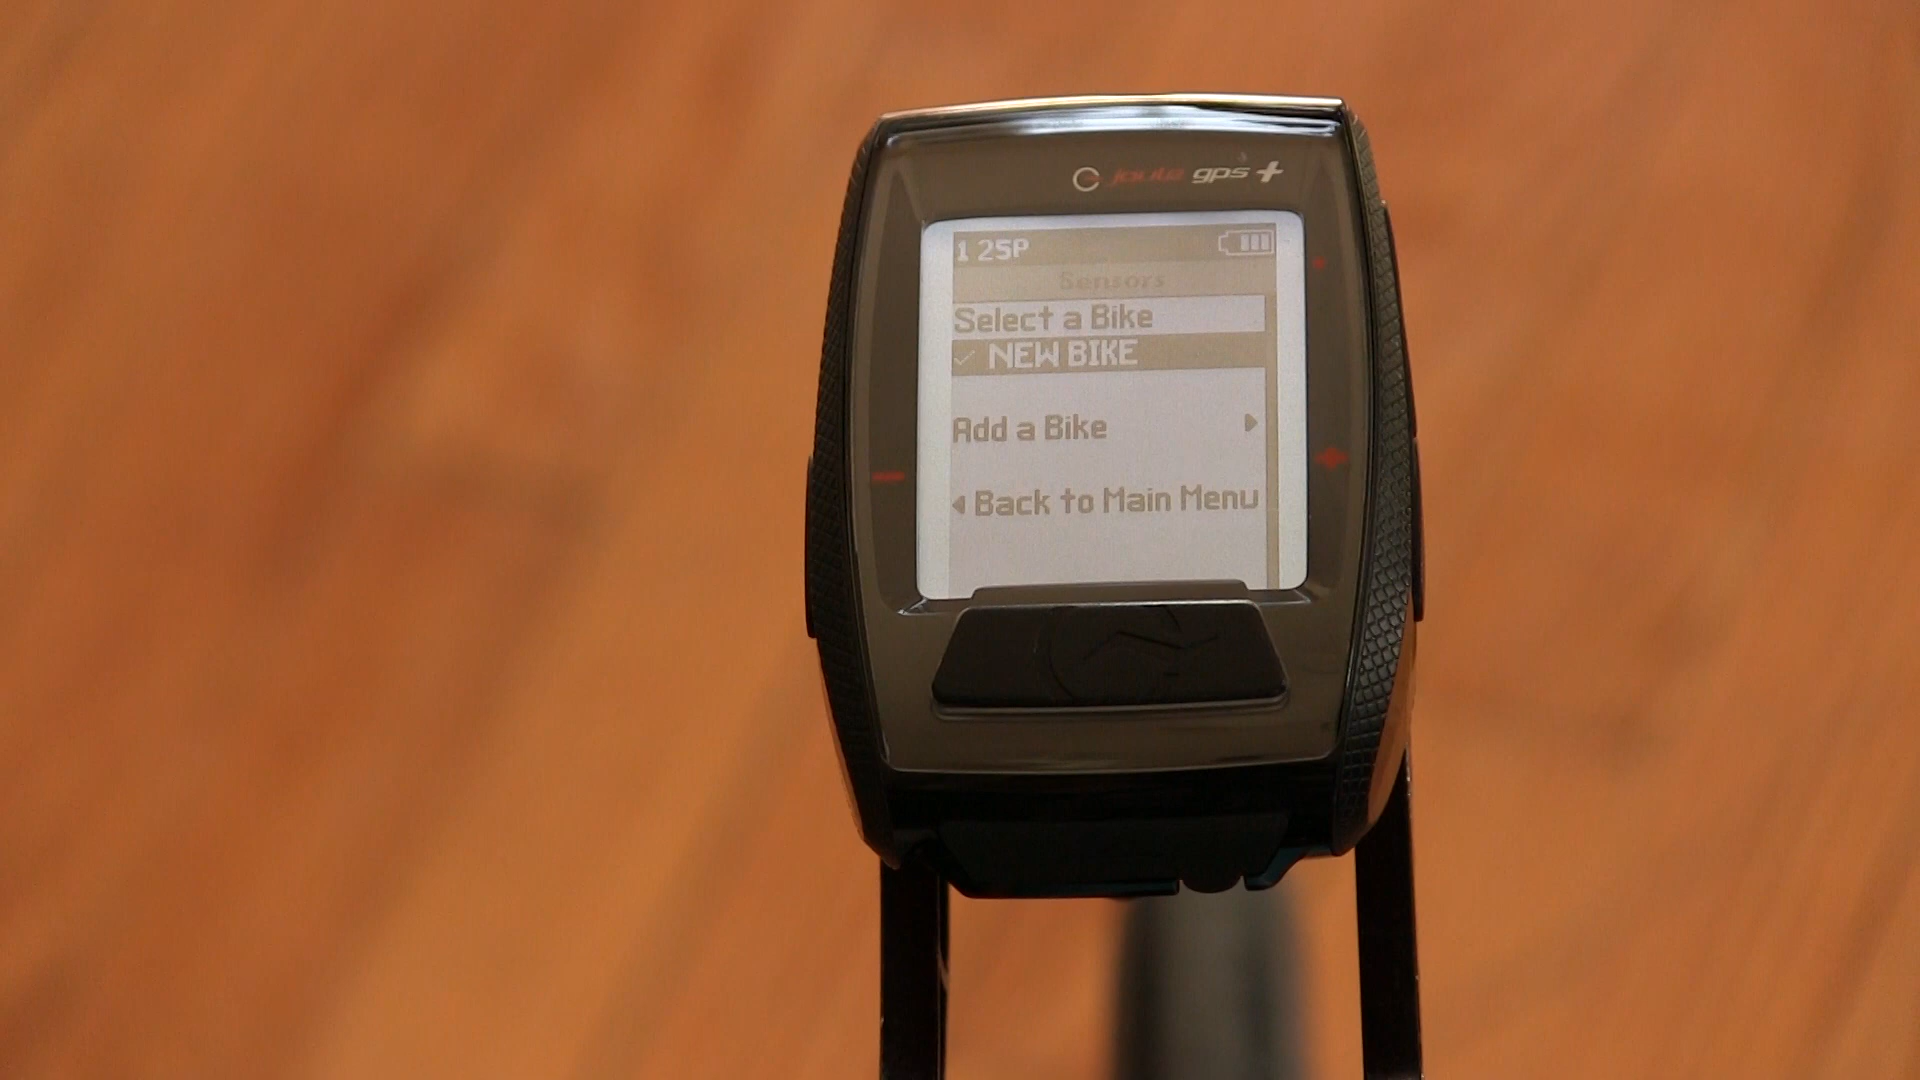 joule gps +
1 25P
Sensors
Select a Bike
✓ NEW BIKE
Add a Bike
Back to Main Menu